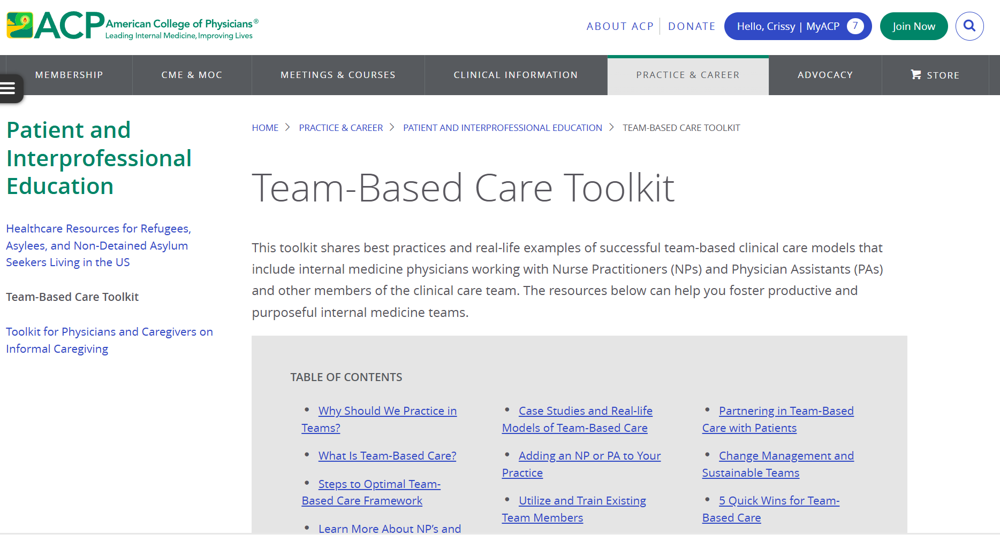 ACP American College of Physicians®
Leading Internal Medicine, Improving Lives
ABOUT ACP
DONATE
Hello, Crissy | MyACP 7
Join Now
MEMBERSHIP
CME & MOC
MEETINGS & COURSES
CLINICAL INFORMATION
PRACTICE & CAREER
ADVOCACY
STORE
Patient and
Interprofessional
Education
Healthcare Resources for Refugees,
Asylees, and Non-Detained Asylum
Seekers Living in the US
Team-Based Care Toolkit
Toolkit for Physicians and Caregivers on
Informal Caregiving
HOME > PRACTICE & CAREER > PATIENT AND INTERPROFESSIONAL EDUCATION > TEAM-BASED CARE TOOLKIT
Team-Based Care Toolkit
This toolkit shares best practices and real-life examples of successful team-based clinical care models that
include internal medicine physicians working with Nurse Practitioners (NPs) and Physician Assistants (PAs)
and other members of the clinical care team. The resources below can help you foster productive and
purposeful internal medicine teams.
TABLE OF CONTENTS
• Why Should We Practice in
Teams?
• What Is Team-Based Care?
• Steps to Optimal Team-
Based Care Framework
• Learn More About NP's and
• Case Studies and Real-life
Models of Team-Based Care
• Adding an NP or PA to Your
Practice
• Utilize and Train Existing
Team Members
• Partnering in Team-Based
Care with Patients
• Change Management and
Sustainable Teams
• 5 Quick Wins for Team-
Based Care